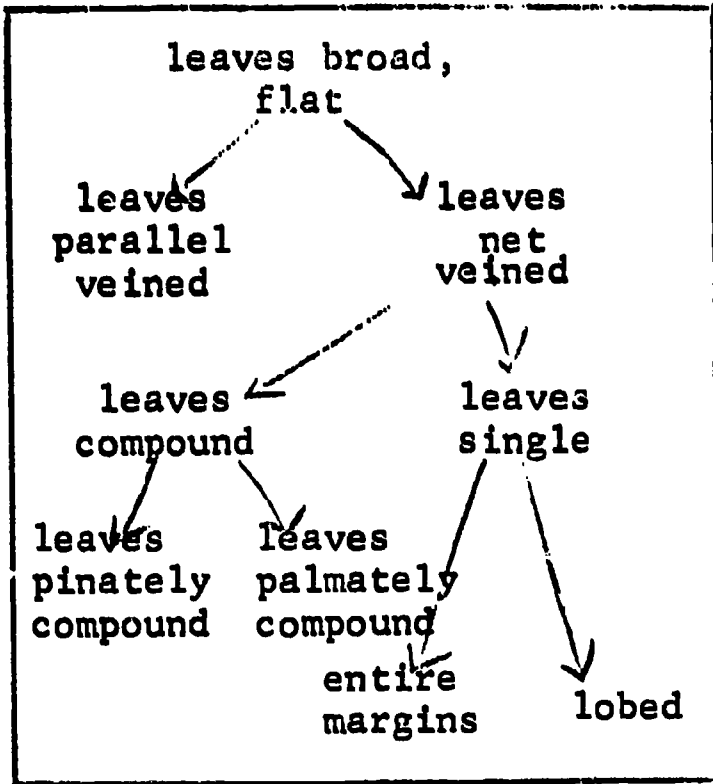 leaves broad,
flat
leaves
parallel
veined
leaves
net
veined
leaves
compound
leaves
single
leaves
pinately
compound
leaves
palmately
compound
entire
margins
lobed